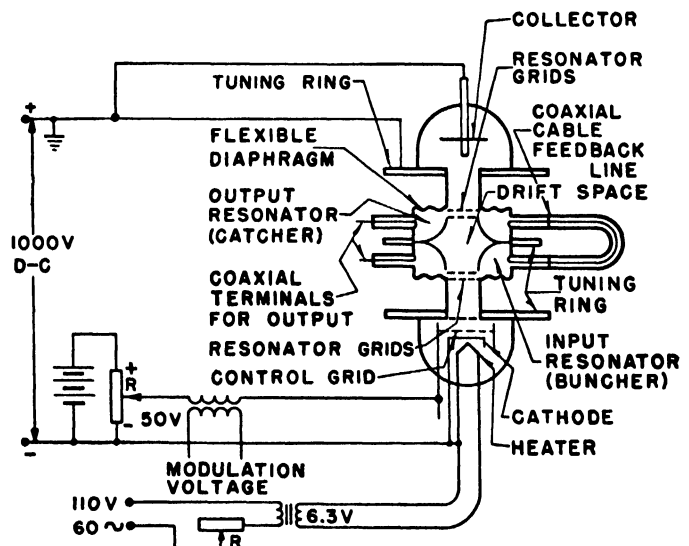 COLLECTOR
RESONATOR
GRIDS
TUNING RING
COAXIAL
CABLE
FEEDBACK
LINE
FLEXIBLE
DIAPHRAGM
DRIFT SPACE
OUTPUT
RESONATOR
(CATCHER)
+
1000V
D-C
COAXIAL
TERMINALS
FOR OUTPUT
TUNING
RING
RESONATOR GRIDS
INPUT
RESONATOR
(BUNCHER)
CONTROL GRID
+
R
-
50V
CATHODE
HEATER
-
MODULATION
VOLTAGE
110V
60 ~
6.3V
R